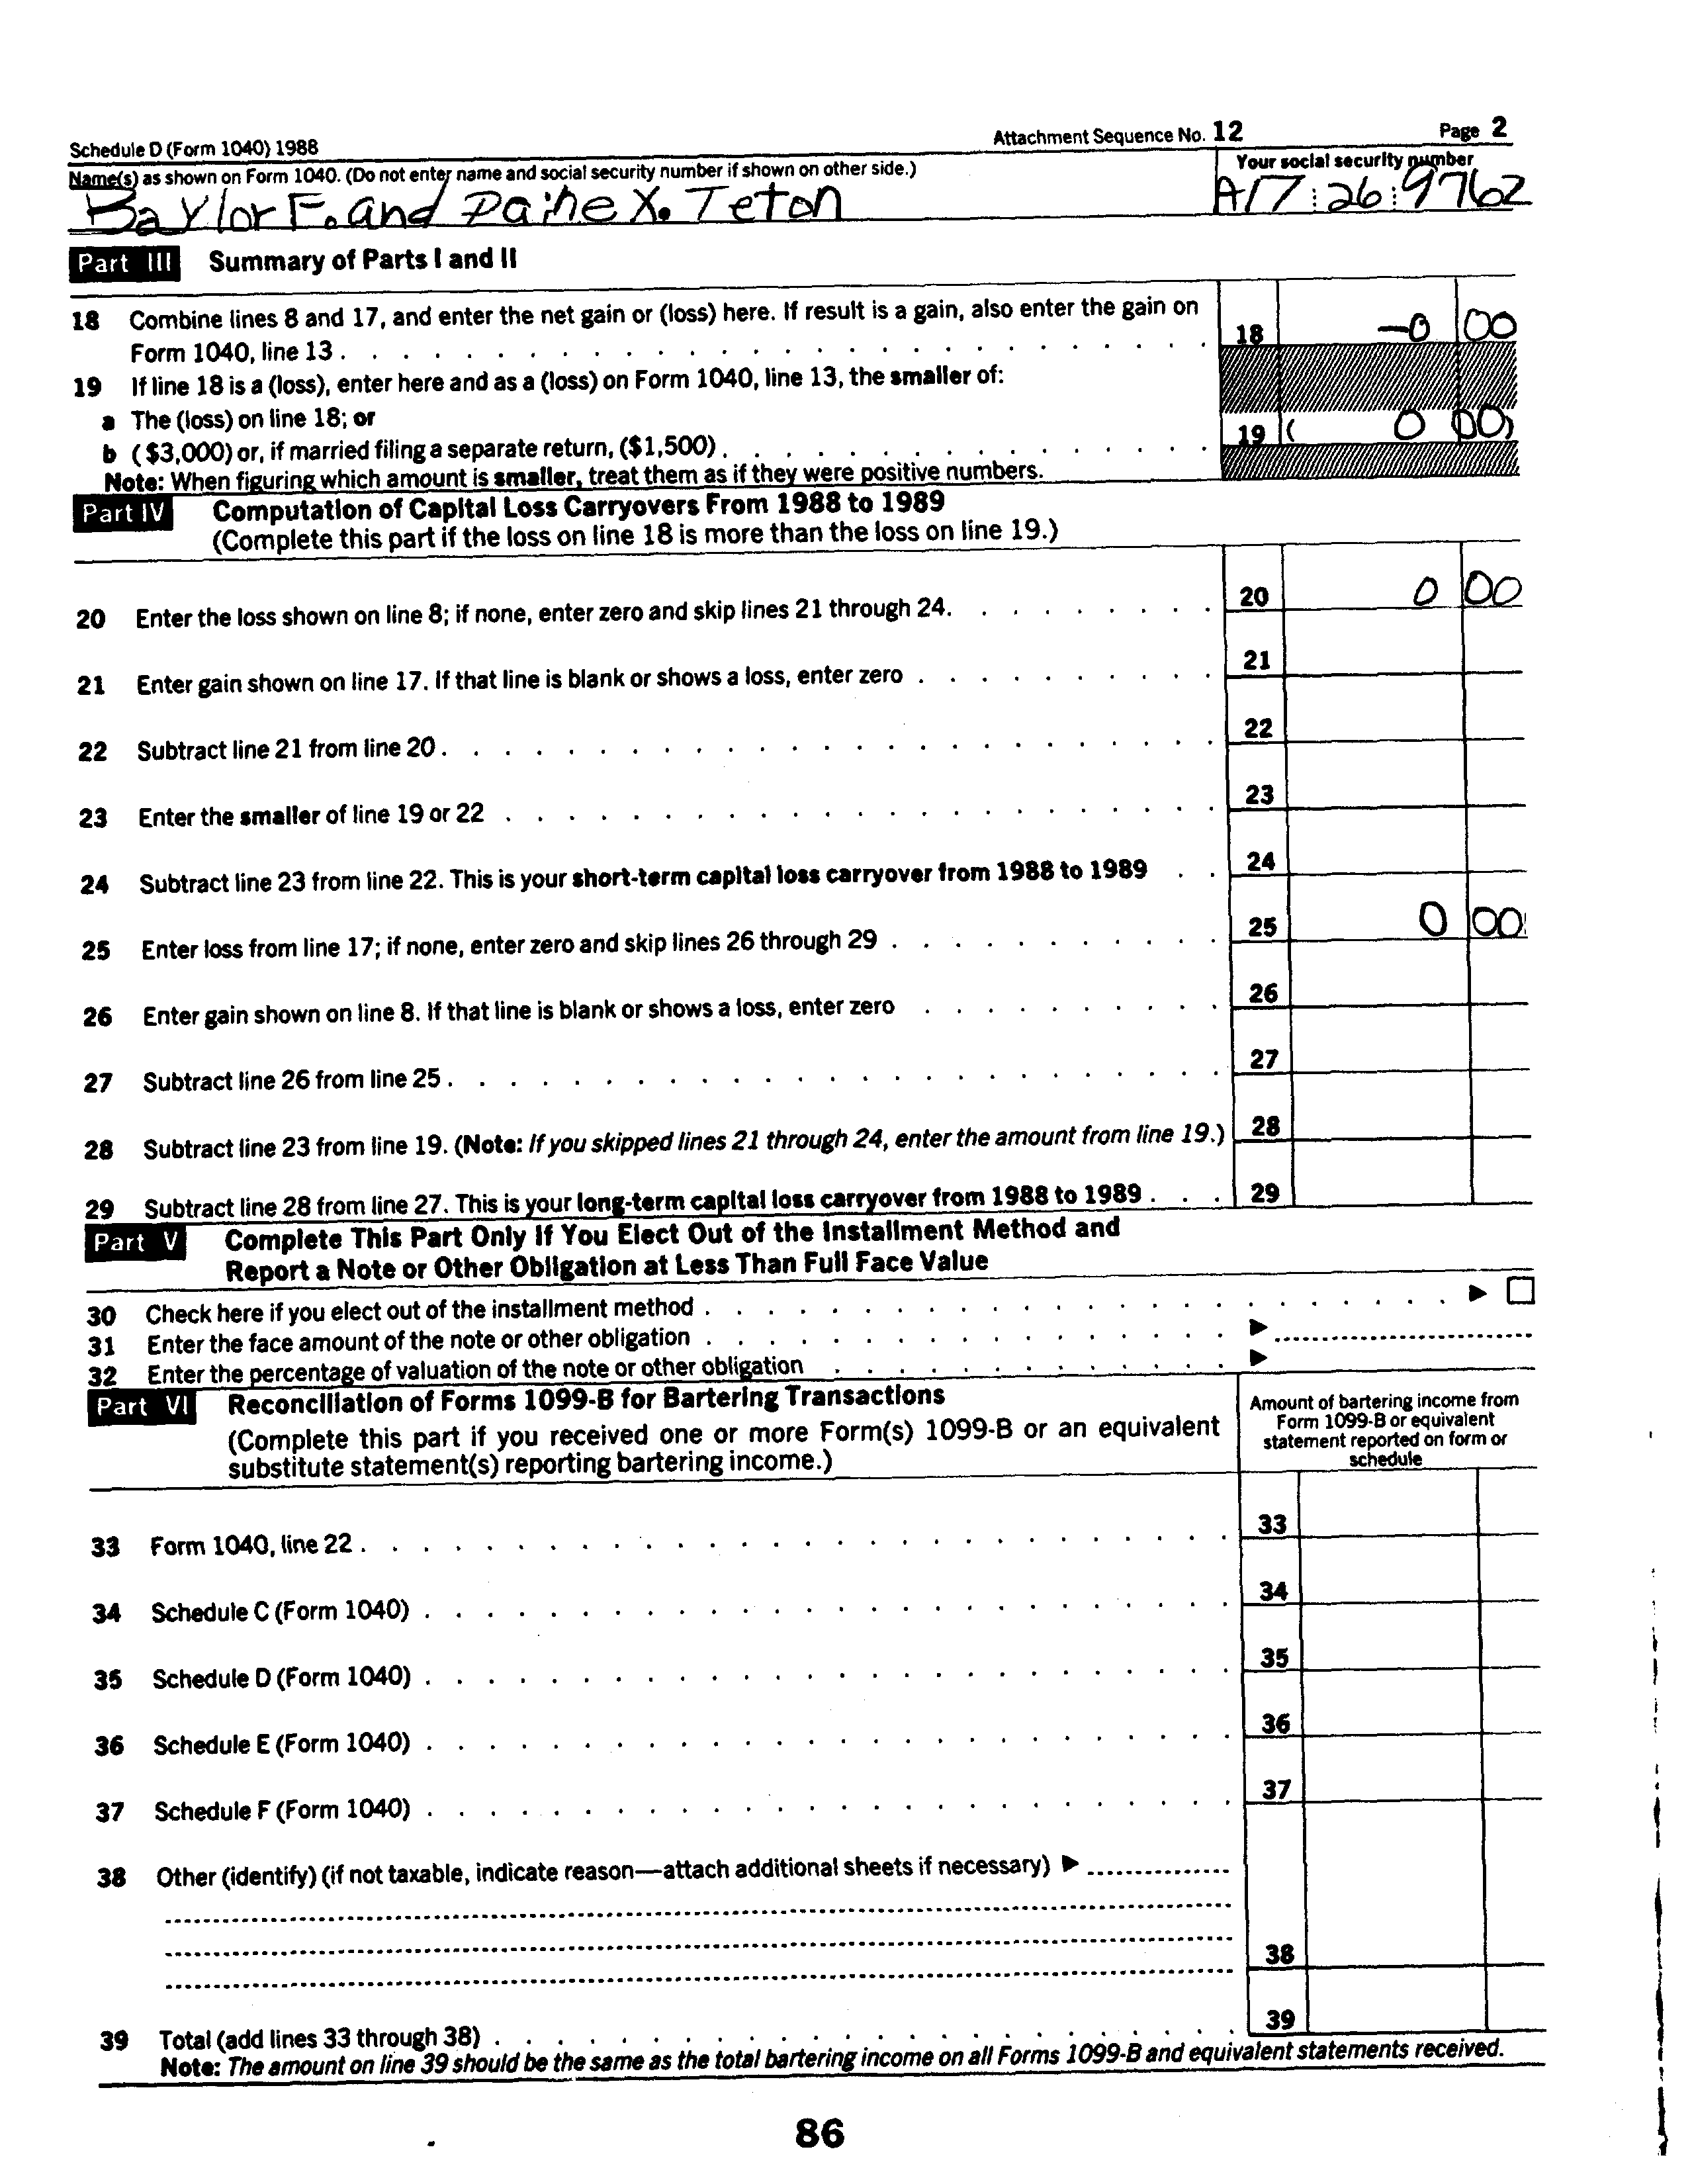 Schedule D (Form 1040) 1988 Attachment Sequence No. 12 Page 2
Name(s) as shown on Form 1040. (Do not enter name and social security number if shown on other side.) Your social security number
Baylor F. and Paine X. Teton A17 26 9762
Part III Summary of Parts I and II
18 Combine lines 8 and 17, and enter the net gain or (loss) here. If result is a gain, also enter the gain on
Form 1040, line 13 . . . 18 -0 00
19 If line 18 is a (loss), enter here and as a (loss) on Form 1040, line 13, the smaller of:
a The (loss) on line 18; or
b ($3,000) or, if married filing a separate return, ($1,500) . . . 19 ( 0 00)
Note: When figuring which amount is smaller, treat them as if they were positive numbers.
Part IV Computation of Capital Loss Carryovers From 1988 to 1989
(Complete this part if the loss on line 18 is more than the loss on line 19.)
20 Enter the loss shown on line 8; if none, enter zero and skip lines 21 through 24. . . . 20 0 00
21 Enter gain shown on line 17. If that line is blank or shows a loss, enter zero . . . 21
22 Subtract line 21 from line 20 . . . 22
23 Enter the smaller of line 19 or 22 . . . 23
24 Subtract line 23 from line 22. This is your short-term capital loss carryover from 1988 to 1989 . . 24
25 Enter loss from line 17; if none, enter zero and skip lines 26 through 29 . . . 25 0 00
26 Enter gain shown on line 8. If that line is blank or shows a loss, enter zero . . . 26
27 Subtract line 26 from line 25 . . . 27
28 Subtract line 23 from line 19. (Note: If you skipped lines 21 through 24, enter the amount from line 19.) 28
29 Subtract line 28 from line 27. This is your long-term capital loss carryover from 1988 to 1989 . . . 29
Part V Complete This Part Only If You Elect Out of the Installment Method and
Report a Note or Other Obligation at Less Than Full Face Value
30 Check here if you elect out of the installment method . . . ▶ ☐
31 Enter the face amount of the note or other obligation . . . ▶
32 Enter the percentage of valuation of the note or other obligation . . . ▶
Part VI Reconciliation of Forms 1099-B for Bartering Transactions
(Complete this part if you received one or more Form(s) 1099-B or an equivalent
substitute statement(s) reporting bartering income.)
Amount of bartering income from
Form 1099-B or equivalent
statement reported on form or
schedule
33 Form 1040, line 22 . . . 33
34 Schedule C (Form 1040) . . . 34
35 Schedule D (Form 1040) . . . 35
36 Schedule E (Form 1040) . . . 36
37 Schedule F (Form 1040) . . . 37
38 Other (identify) (if not taxable, indicate reason—attach additional sheets if necessary) ▶
38
39 Total (add lines 33 through 38) . . . 39
Note: The amount on line 39 should be the same as the total bartering income on all Forms 1099-B and equivalent statements received.
86